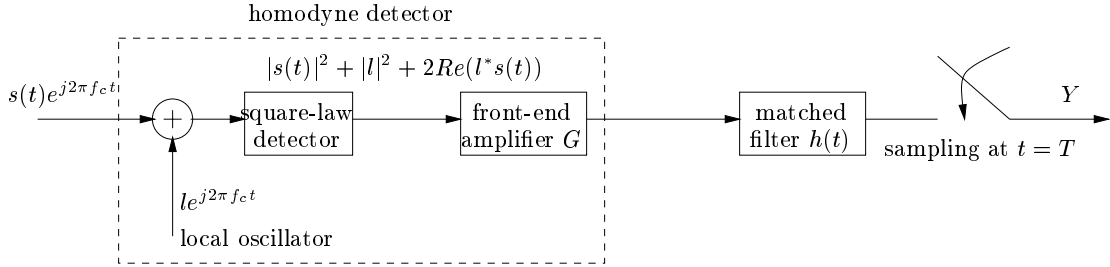 homodyne detector
|s(t)|² + |l|² + 2Re(l*s(t))
s(t)e^{j2πf_ct}
+
square-law
detector
front-end
amplifier G
matched
filter h(t)
Y
sampling at t = T
le^{j2πf_ct}
local oscillator